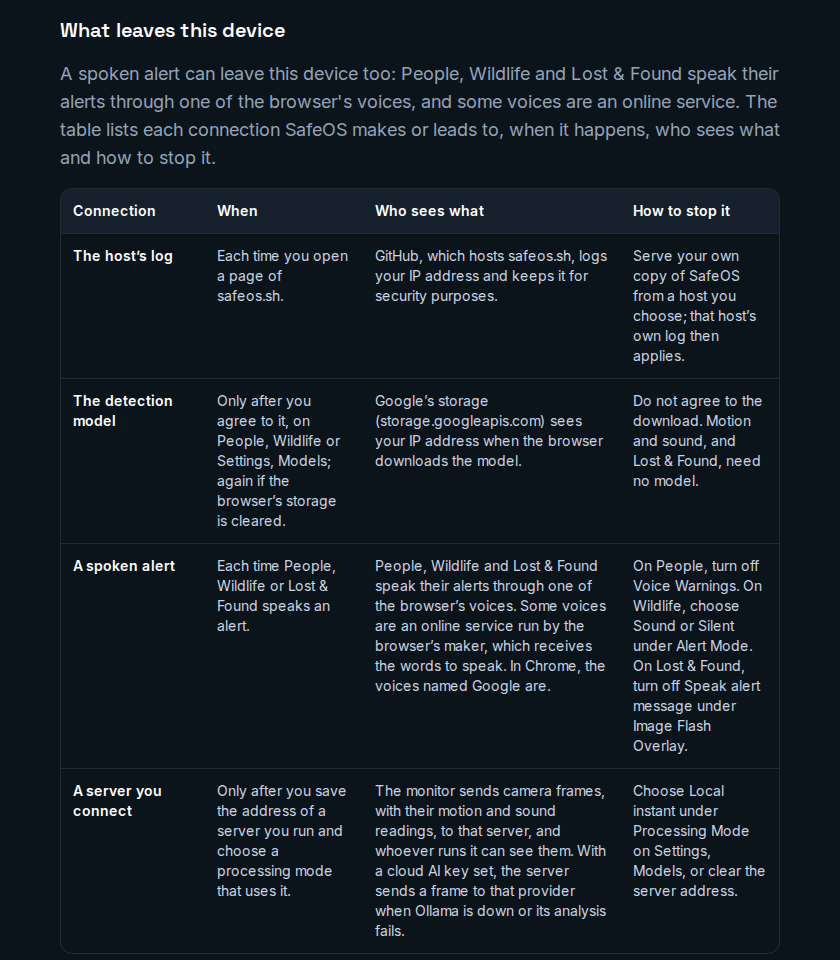 What leaves this device
A spoken alert can leave this device too: People, Wildlife and Lost & Found speak their
alerts through one of the browser's voices, and some voices are an online service. The
table lists each connection SafeOS makes or leads to, when it happens, who sees what
and how to stop it.
Connection
When
Who sees what
How to stop it
The host’s log
Each time you open
a page of
safeos.sh.
GitHub, which hosts safeos.sh, logs
your IP address and keeps it for
security purposes.
Serve your own
copy of SafeOS
from a host you
choose; that host’s
own log then
applies.
The detection
model
Only after you
agree to it, on
People, Wildlife or
Settings, Models;
again if the
browser’s storage
is cleared.
Google’s storage
(storage.googleapis.com) sees
your IP address when the browser
downloads the model.
Do not agree to the
download. Motion
and sound, and
Lost & Found, need
no model.
A spoken alert
Each time People,
Wildlife or Lost &
Found speaks an
alert.
People, Wildlife and Lost & Found
speak their alerts through one of
the browser’s voices. Some voices
are an online service run by the
browser’s maker, which receives
the words to speak. In Chrome, the
voices named Google are.
On People, turn off
Voice Warnings. On
Wildlife, choose
Sound or Silent
under Alert Mode.
On Lost & Found,
turn off Speak alert
message under
Image Flash
Overlay.
A server you
connect
Only after you save
the address of a
server you run and
choose a
processing mode
that uses it.
The monitor sends camera frames,
with their motion and sound
readings, to that server, and
whoever runs it can see them. With
a cloud AI key set, the server
sends a frame to that provider
when Ollama is down or its analysis
fails.
Choose Local
instant under
Processing Mode
on Settings,
Models, or clear the
server address.